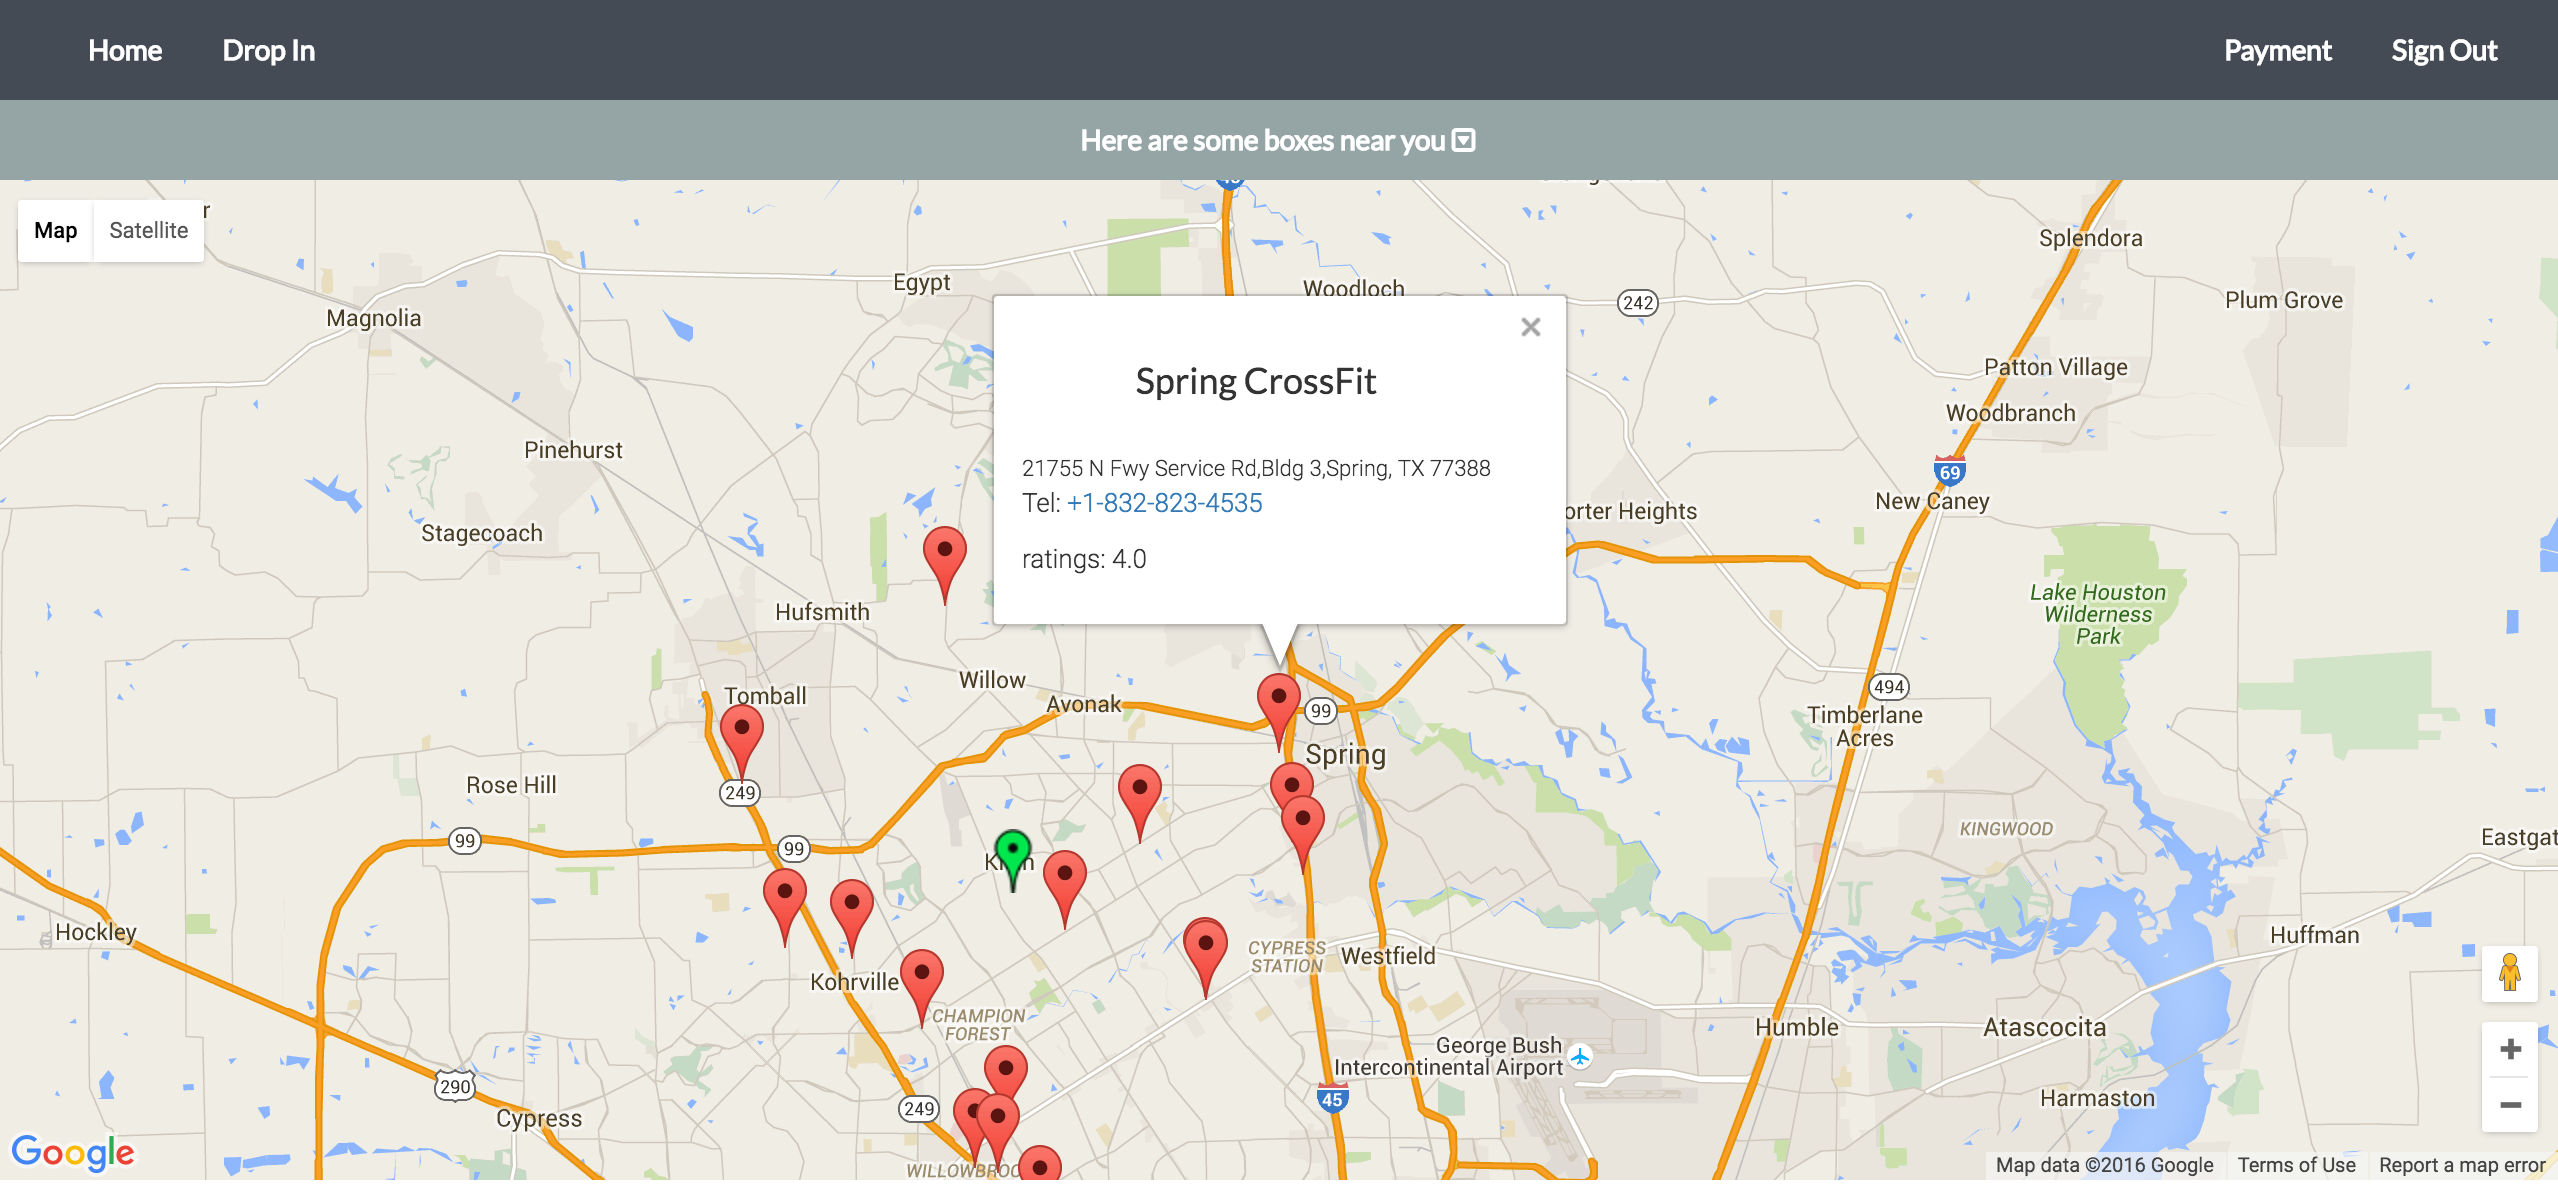 Home
Drop In
Payment
Sign Out
Here are some boxes near you
Map
Satellite
Splendora
Egypt
Woodloch
242
Plum Grove
Magnolia
Patton Village
Woodbranch
Spring CrossFit
Pinehurst
21755 N Fwy Service Rd,Bldg 3,Spring, TX 77388
69
Tel: +1-832-823-4535
New Caney
orter Heights
Stagecoach
ratings: 4.0
Lake Houston
Wilderness
Park
Hufsmith
Willow
494
Tomball
Avonak
99
Timberlane
Acres
Spring
Rose Hill
249
KINGWOOD
Eastgat
99
99
Hockley
Huffman
CYPRESS
STATION
Westfield
Kohrville
CHAMPION
FOREST
Humble
Atascocita
George Bush
Intercontinental Airport
290
45
Harmaston
249
Cypress
Google
WILLOWBROO
Map data ©2016 Google
Terms of Use
Report a map error